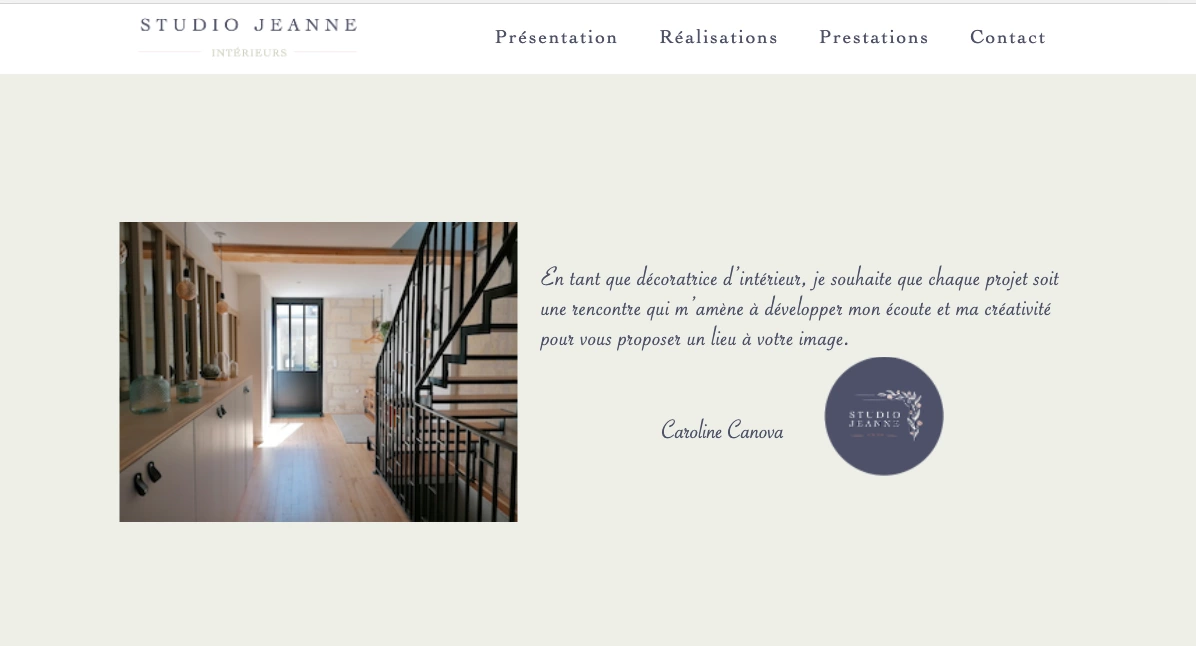 STUDIO JEANNE
INTÉRIEURS
Présentation Réalisations Prestations Contact
En tant que décoratrice d'intérieur, je souhaite que chaque projet soit
une rencontre qui m'amène à développer mon écoute et ma créativité
pour vous proposer un lieu à votre image.
Caroline Canova
STUDIO
JEANNE